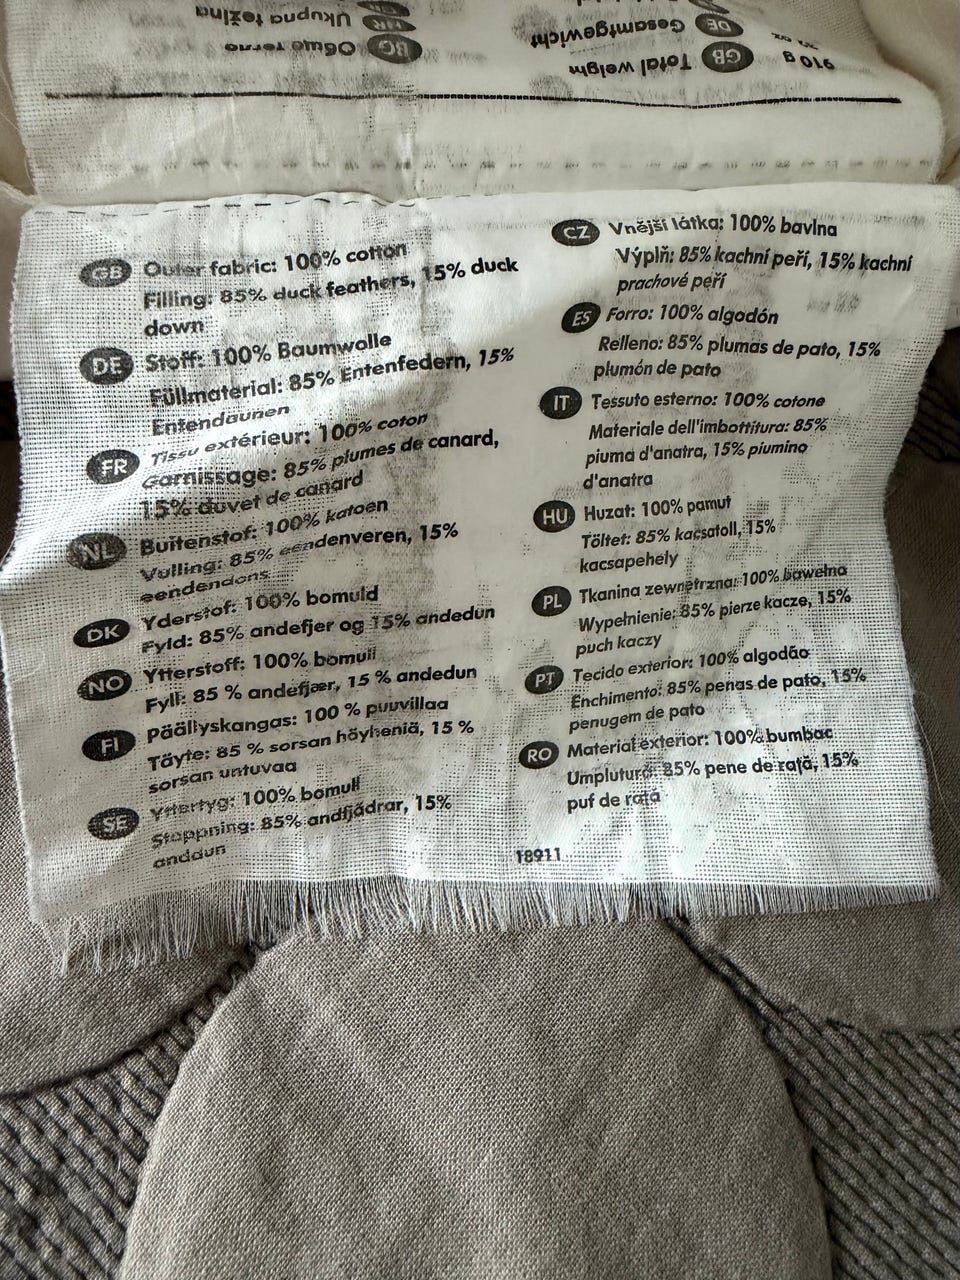 Ukupna težina
BG Общо тегло
DE Gesamtgewicht
GB Total weight
910 g
GB Outer fabric: 100% cotton
Filling: 85% duck feathers, 15% duck
down
DE Stoff: 100% Baumwolle
Füllmaterial: 85% Entenfedern, 15%
Entendaunen
FR Tissu extérieur: 100% coton
Garnissage: 85% plumes de canard,
15% duvet de canard
NL Buitenstof: 100% katoen
Vulling: 85% eendenveren, 15%
eendendons
DK Yderstof: 100% bomuld
Fyld: 85% andefjer og 15% andedun
NO Ytterstoff: 100% bomull
Fyll: 85 % andefjær, 15 % andedun
FI Päällyskangas: 100 % puuvillaa
Täyte: 85 % sorsan höyheniä, 15 %
sorsan untuvaa
SE Yttertyg: 100% bomull
Stoppning: 85% andfjädrar, 15%
anddun
CZ Vnější látka: 100% bavlna
Výplň: 85% kachní peří, 15% kachní
prachové peří
ES Forro: 100% algodón
Relleno: 85% plumas de pato, 15%
plumón de pato
IT Tessuto esterno: 100% cotone
Materiale dell'imbottitura: 85%
piuma d'anatra, 15% piumino
d'anatra
HU Huzat: 100% pamut
Töltet: 85% kacsatoll, 15%
kacsapehely
PL Tkanina zewnętrzna: 100% bawełna
Wypełnienie: 85% pierze kacze, 15%
puch kaczy
PT Tecido exterior: 100% algodão
Enchimento: 85% penas de pato, 15%
penugem de pato
RO Material exterior: 100% bumbac
Umplutură: 85% pene de rață, 15%
puf de rață
18911